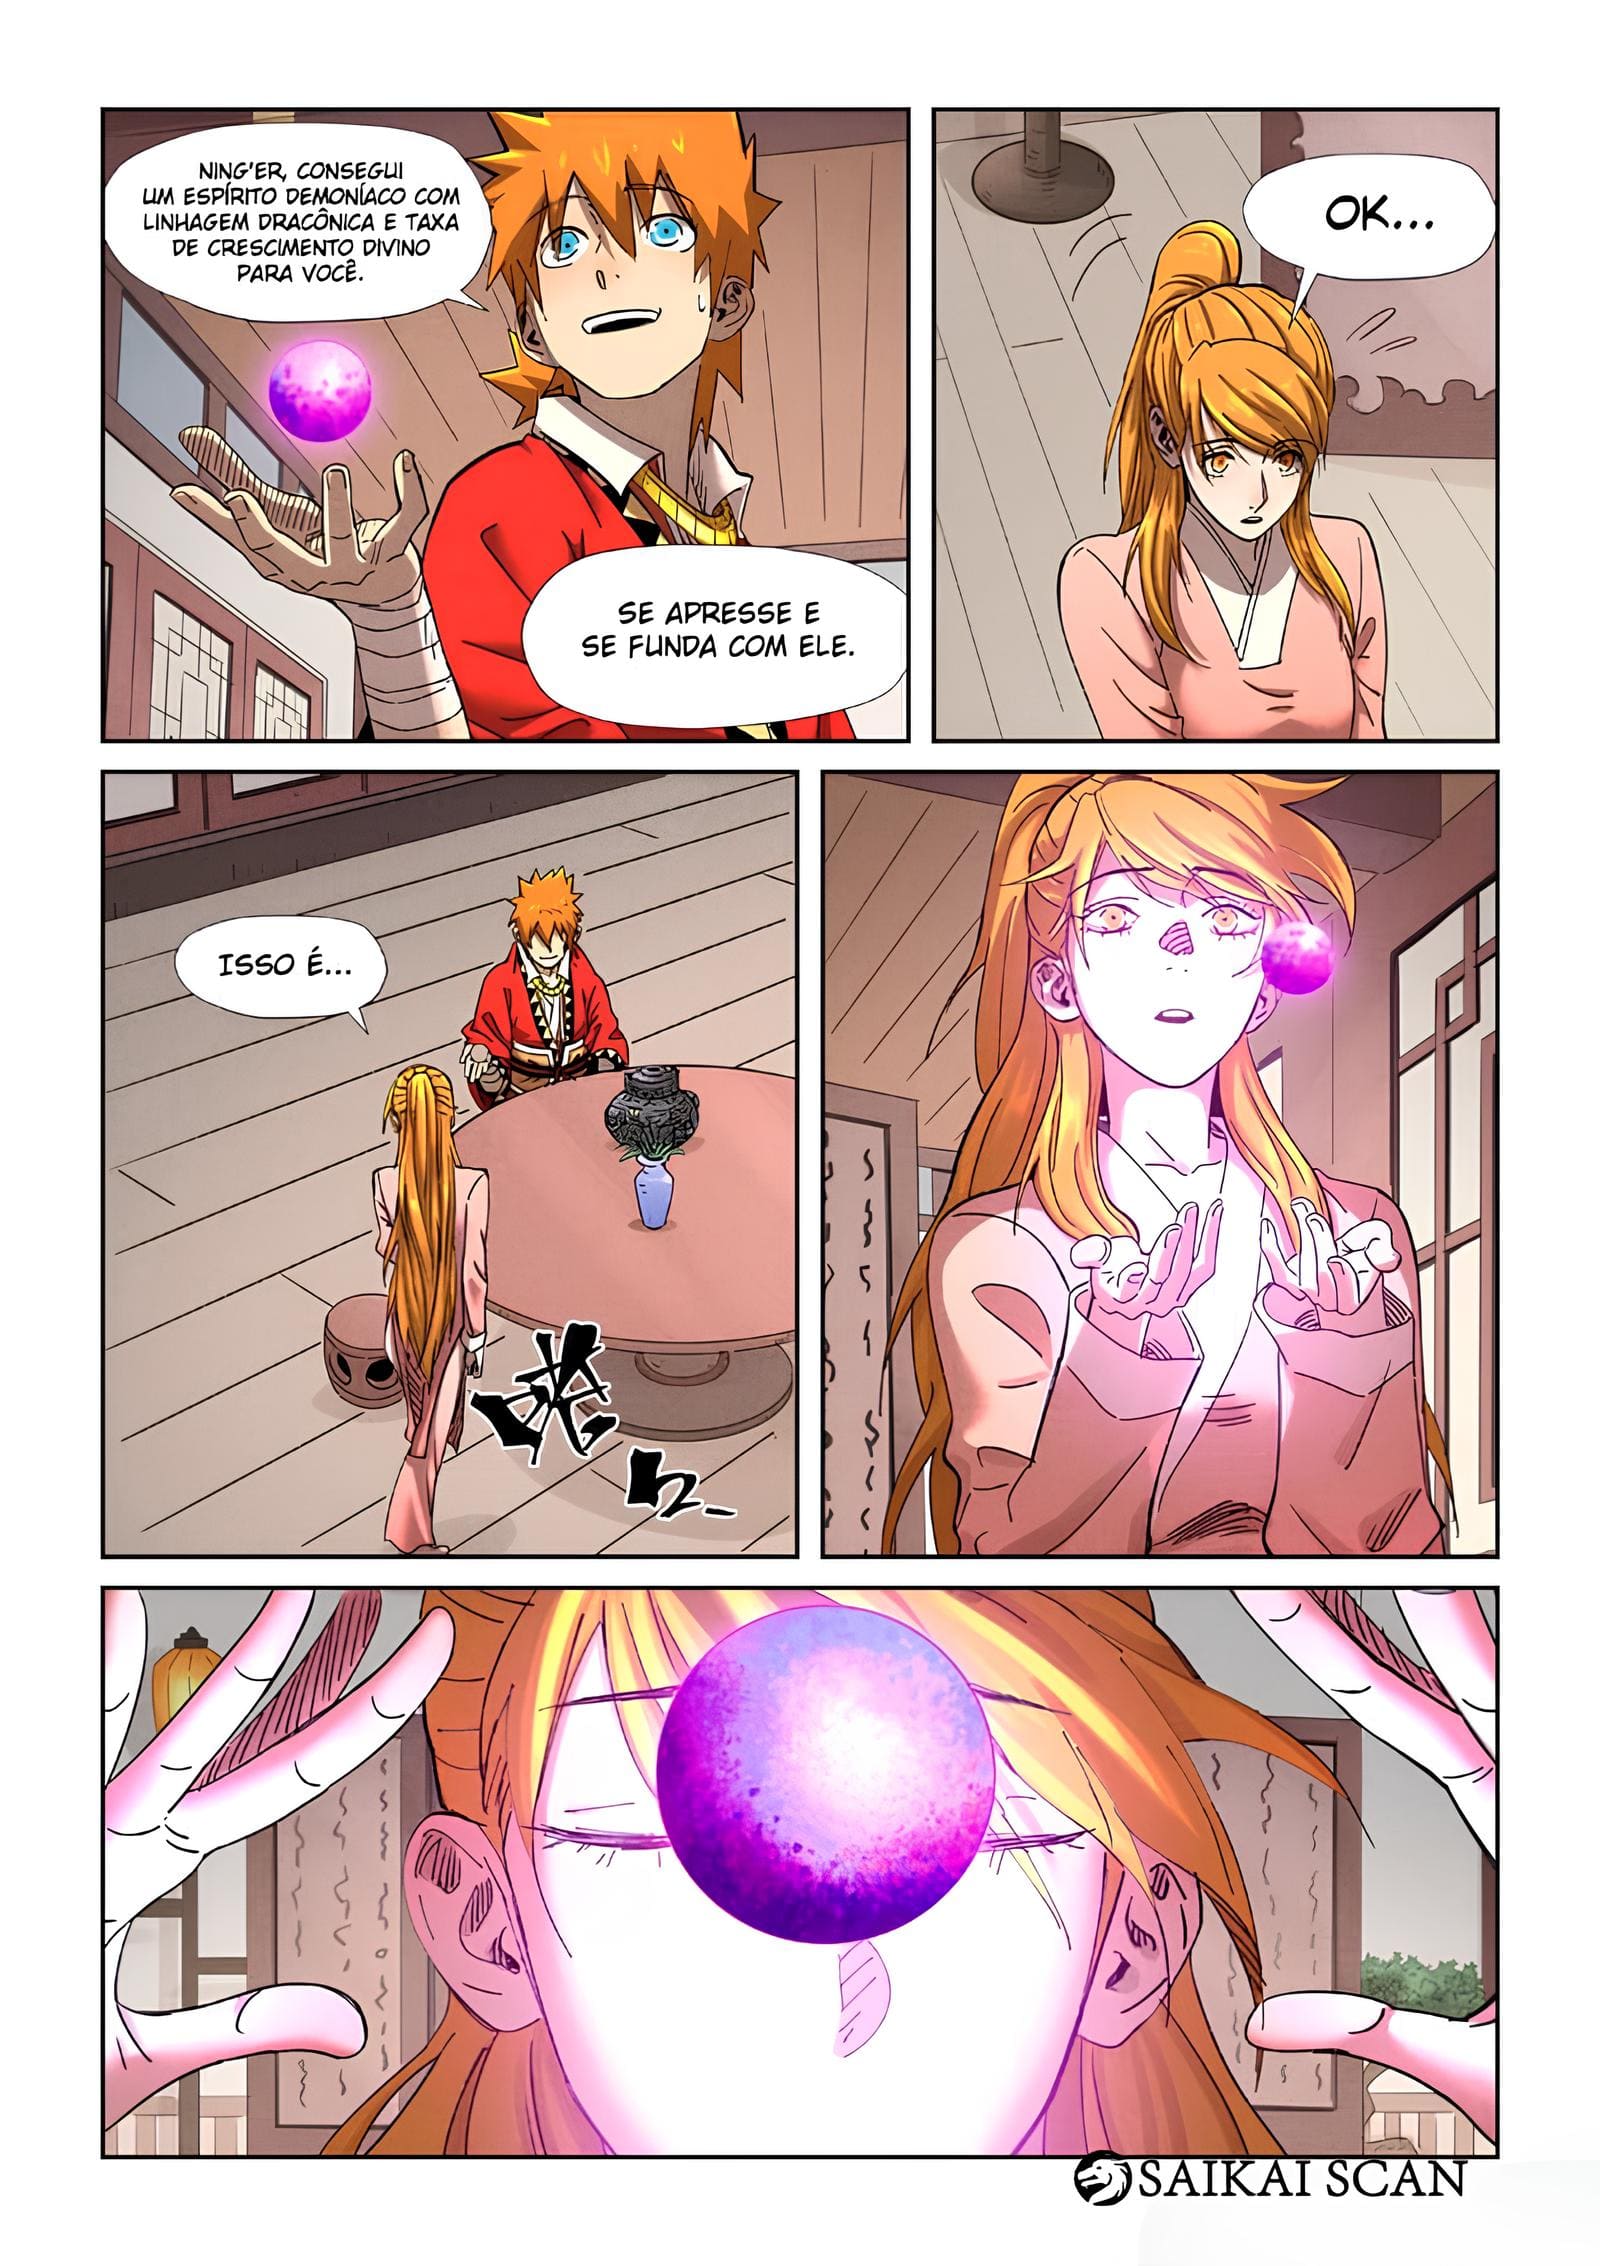 NING'ER, CONSEGUI
UM ESPÍRITO DEMONÍACO COM
LINHAGEM DRACÔNICA E TAXA
DE CRESCIMENTO DIVINO
PARA VOCÊ.
SE APRESSE E
SE FUNDA COM ELE.
OK...
ISSO É...
SAIKAI SCAN